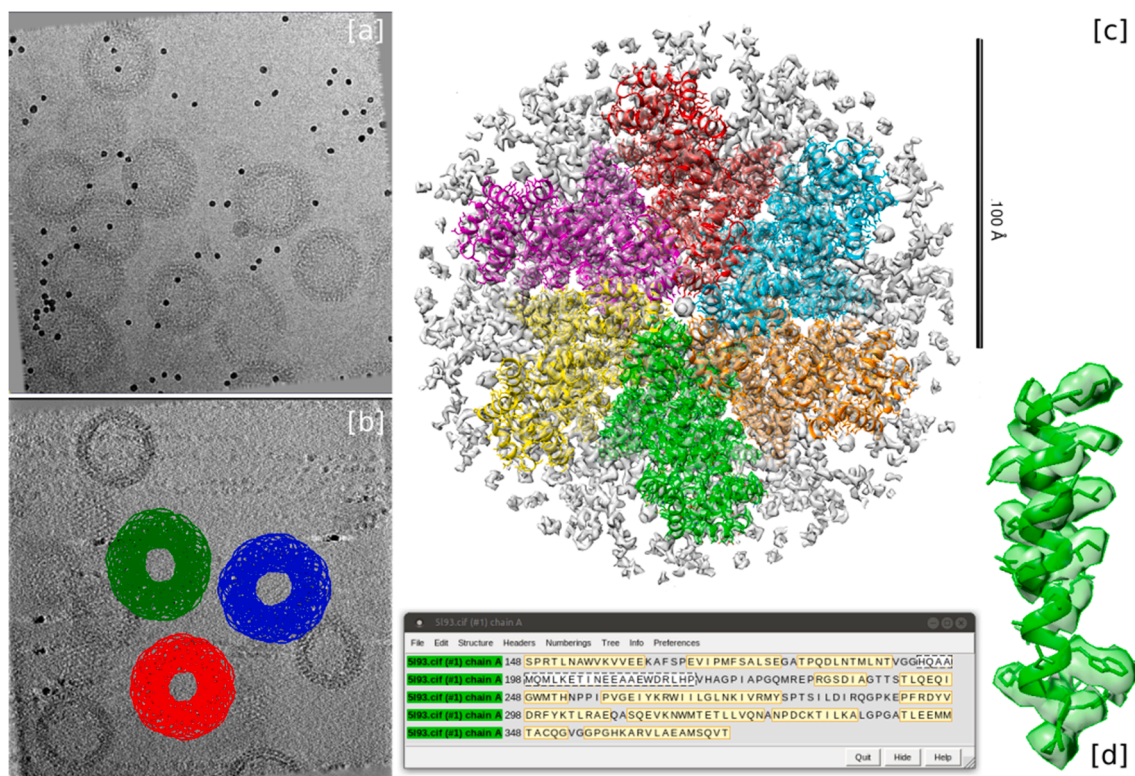 [a]
[b]
[c]
100 Å
[d]
5l93.cif (#1) chain A
File Edit Structure Headers Numberings Tree Info Preferences
5l93.cif (#1) chain A 148 SPRTLNAWVKVVEEKAFSPEVIPMFSALSEGATPQDLNTMLNTVGGHQAA
5l93.cif (#1) chain A 198 MQMLKETINEEAAEWDRLHPVHAGPIAPGQMREPRGSDIAGTTSTLQEQI
5l93.cif (#1) chain A 248 GWMTHNPPIPVGEIYKRWIILGLNKIVRMYSPTSILDIRQGPKEPFRDYV
5l93.cif (#1) chain A 298 DRFYKTLRAEQASQEVKNWMTETLLVQNANPDCKTILKALGPGATLEEMM
5l93.cif (#1) chain A 348 TACQGVGGPGHKARVLAEAMSQVT
Quit Hide Help